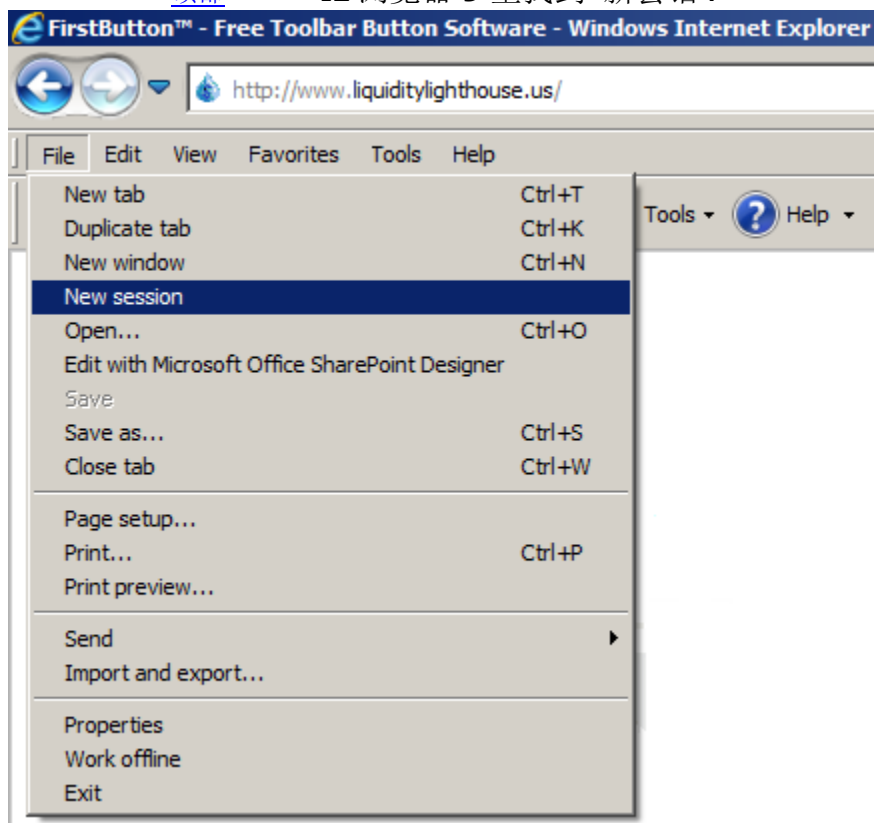 FirstButton™ - Free Toolbar Button Software - Windows Internet Explorer
http://www.liquiditylighthouse.us/
File Edit View Favorites Tools Help
Tools Help
New tab Ctrl+T
Duplicate tab Ctrl+K
New window Ctrl+N
New session
Open... Ctrl+O
Edit with Microsoft Office SharePoint Designer
Save
Save as... Ctrl+S
Close tab Ctrl+W
Page setup...
Print... Ctrl+P
Print preview...
Send
Import and export...
Properties
Work offline
Exit